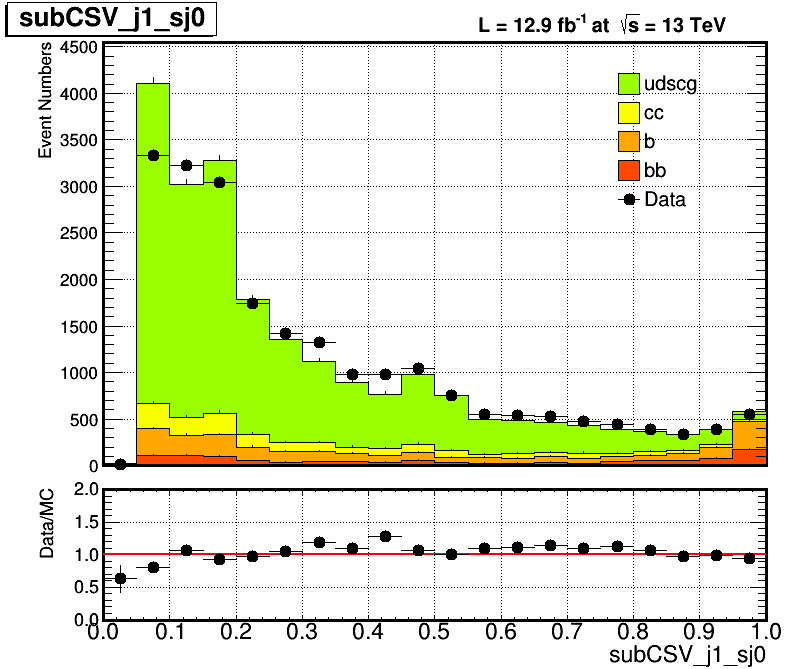 subCSV_j1_sj0
L = 12.9 fb-1 at √s = 13 TeV
Event Numbers
4500
4000
3500
3000
2500
2000
1500
1000
500
0
udscg
cc
b
bb
Data
Data/MC
2.0
1.5
1.0
0.5
0.0
0.0 0.1 0.2 0.3 0.4 0.5 0.6 0.7 0.8 0.9 1.0
subCSV_j1_sj0